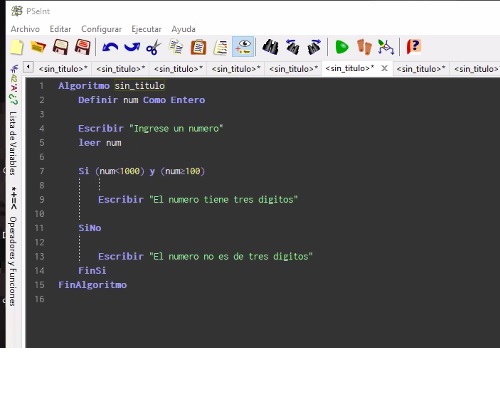 PSeInt
Archivo Editar Configurar Ejecutar Ayuda
<sin_titulo>* <sin_titulo>* <sin_titulo>* <sin_titulo>* <sin_titulo>* <sin_titulo>* X <sin_titulo>* <sin_titulo
Lista de Variables
*+=< Operadores y Funciones
1 Algoritmo sin_titulo
2 Definir num Como Entero
3
4 Escribir "Ingrese un numero"
5 leer num
6
7 Si (num<1000) y (num≥100)
8
9 Escribir "El numero tiene tres digitos"
10
11 SiNo
12
13 Escribir "El numero no es de tres digitos"
14 FinSi
15 FinAlgoritmo
16